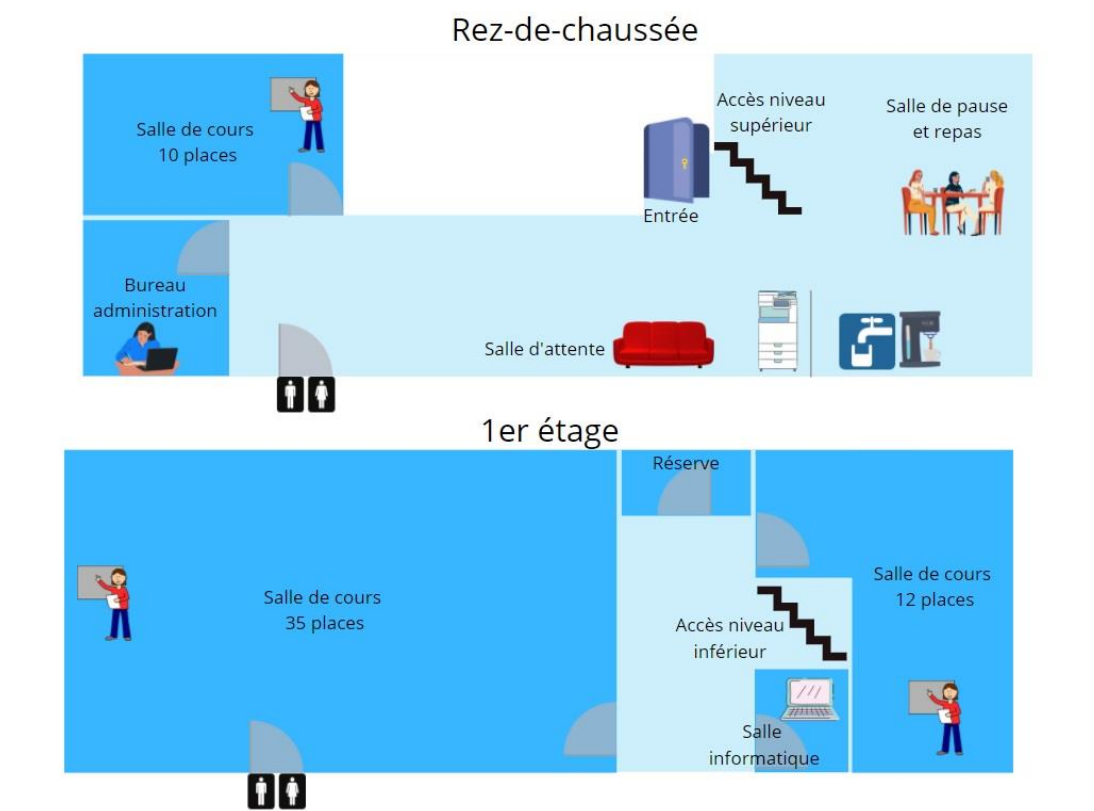 Rez-de-chaussée
Salle de cours
10 places
Accès niveau
supérieur
Salle de pause
et repas
Entrée
Bureau
administration
Salle d'attente
1er étage
Réserve
Salle de cours
35 places
Accès niveau
inférieur
Salle de cours
12 places
Salle
informatique